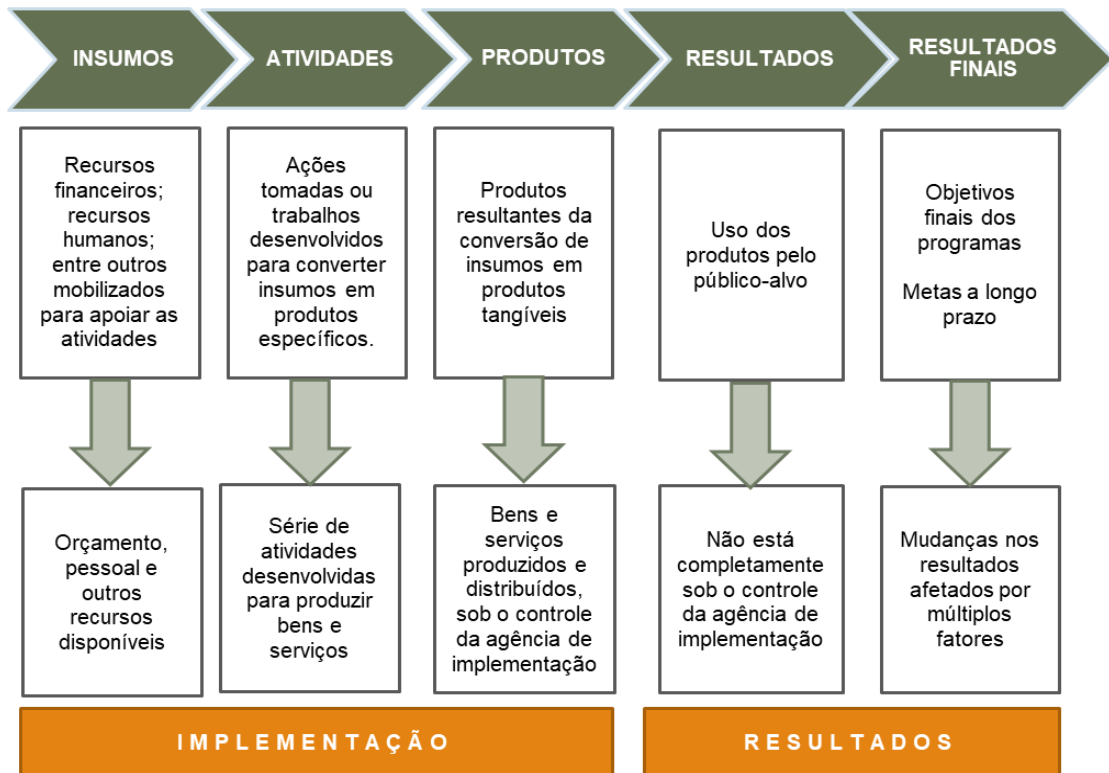 INSUMOS
ATIVIDADES
PRODUTOS
RESULTADOS
RESULTADOS
FINAIS
Recursos
financeiros;
recursos
humanos;
entre outros
mobilizados
para apoiar as
atividades
Ações
tomadas ou
trabalhos
desenvolvidos
para converter
insumos em
produtos
específicos.
Produtos
resultantes da
conversão de
insumos em
produtos
tangíveis
Uso dos
produtos pelo
público-alvo
Objetivos
finais dos
programas
Metas a longo
prazo
Orçamento,
pessoal e
outros
recursos
disponíveis
Série de
atividades
desenvolvidas
para produzir
bens e
serviços
Bens e
serviços
produzidos e
distribuídos,
sob o controle
da agência de
implementação
Não está
completamente
sob o controle
da agência de
implementação
Mudanças nos
resultados
afetados por
múltiplos
fatores
IMPLEMENTAÇÃO
RESULTADOS